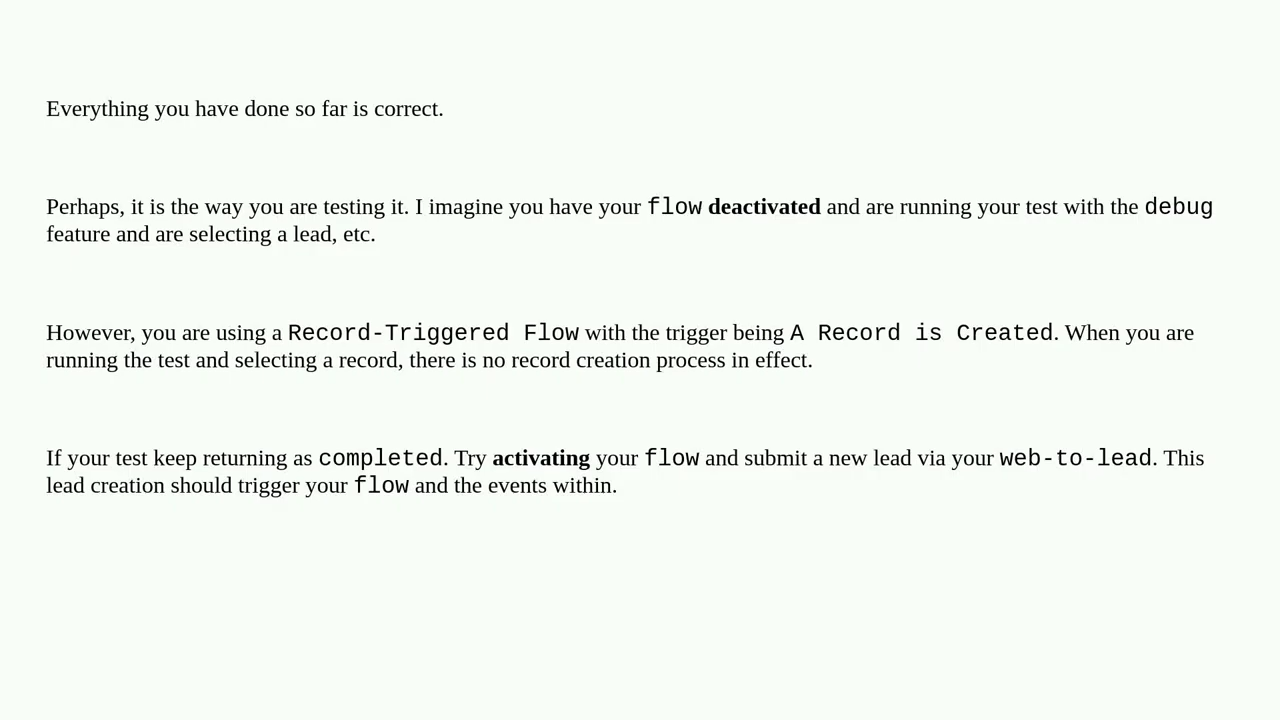 Everything you have done so far is correct.
Perhaps, it is the way you are testing it. I imagine you have your flow deactivated and are running your test with the debug
feature and are selecting a lead, etc.
However, you are using a Record-Triggered Flow with the trigger being A Record is Created. When you are
running the test and selecting a record, there is no record creation process in effect.
If your test keep returning as completed. Try activating your flow and submit a new lead via your web-to-lead. This
lead creation should trigger your flow and the events within.